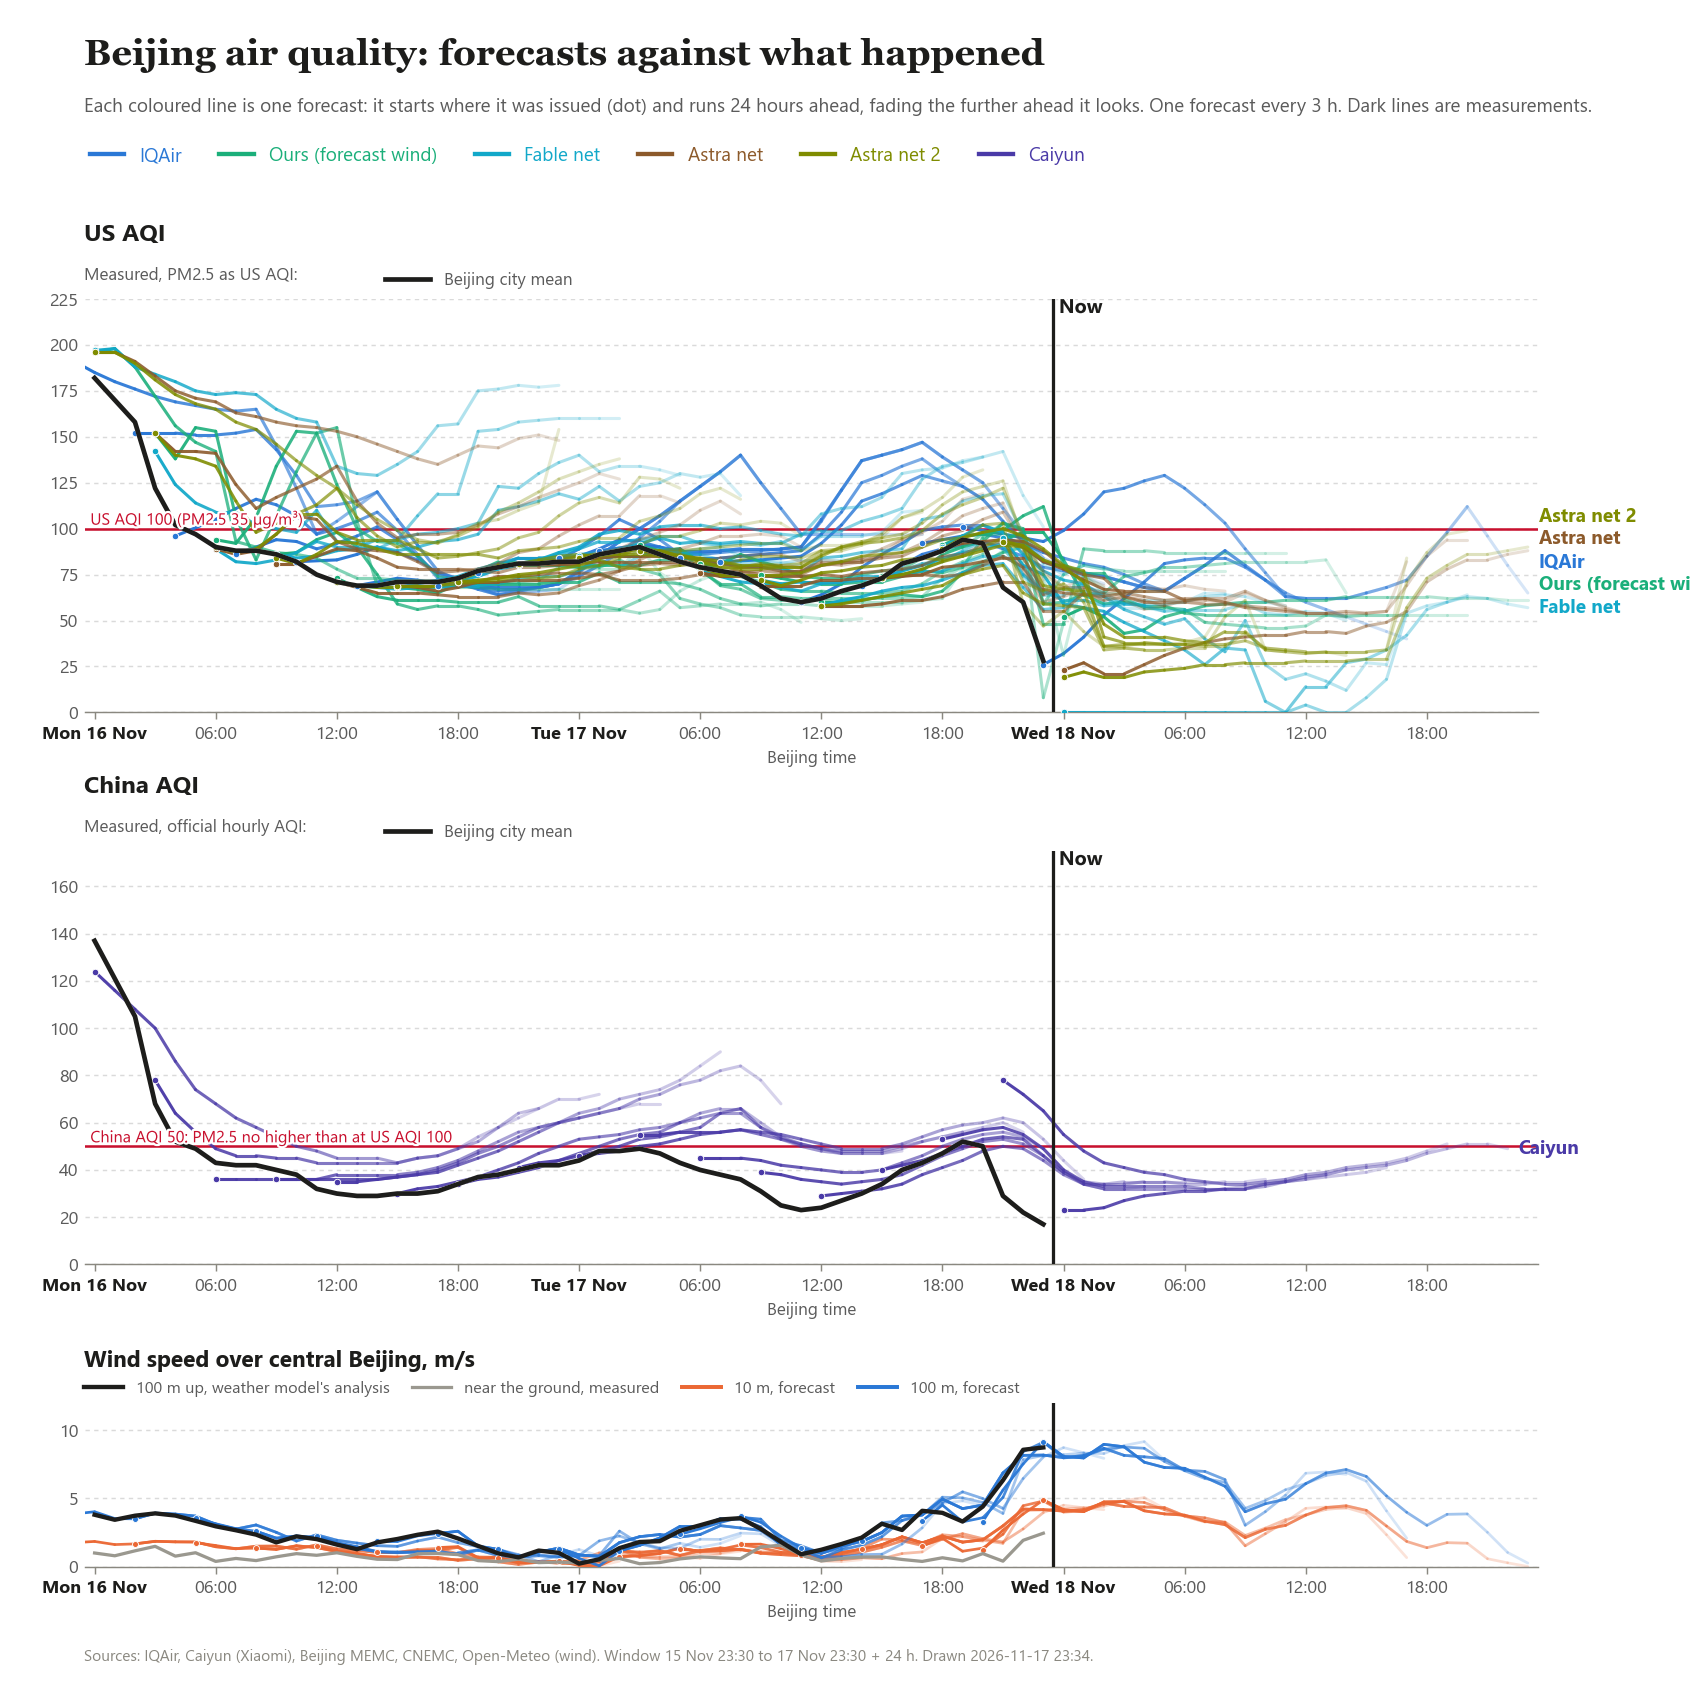 Beijing air quality: forecasts against what happened
Each coloured line is one forecast: it starts where it was issued (dot) and runs 24 hours ahead, fading the further ahead it looks. One forecast every 3 h. Dark lines are measurements.
IQAir Ours (forecast wind) Fable net Astra net Astra net 2 Caiyun
US AQI
Measured, PM2.5 as US AQI: Beijing city mean
225
Now
200
175
150
125
US AQI 100 (PM2.5 35 µg/m³)
100
75
50
25
0
Astra net 2
Astra net
IQAir
Ours (forecast wi
Fable net
Mon 16 Nov 06:00 12:00 18:00 Tue 17 Nov 06:00 12:00 18:00 Wed 18 Nov 06:00 12:00 18:00
Beijing time
China AQI
Measured, official hourly AQI: Beijing city mean
Now
160
140
120
100
80
60
China AQI 50: PM2.5 no higher than at US AQI 100
Caiyun
40
20
0
Mon 16 Nov 06:00 12:00 18:00 Tue 17 Nov 06:00 12:00 18:00 Wed 18 Nov 06:00 12:00 18:00
Beijing time
Wind speed over central Beijing, m/s
100 m up, weather model's analysis near the ground, measured 10 m, forecast 100 m, forecast
10
5
0
Mon 16 Nov 06:00 12:00 18:00 Tue 17 Nov 06:00 12:00 18:00 Wed 18 Nov 06:00 12:00 18:00
Beijing time
Sources: IQAir, Caiyun (Xiaomi), Beijing MEMC, CNEMC, Open-Meteo (wind). Window 15 Nov 23:30 to 17 Nov 23:30 + 24 h. Drawn 2026-11-17 23:34.